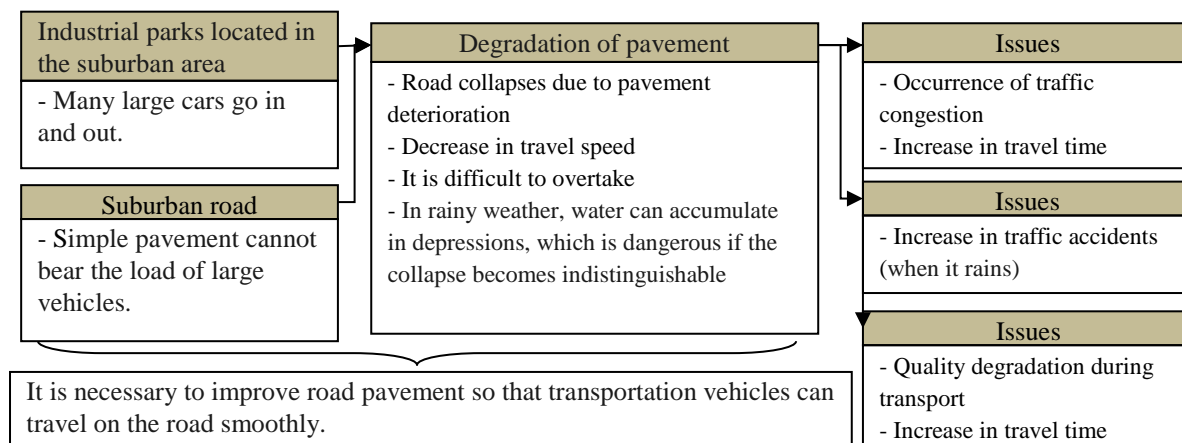 Industrial parks located in
the suburban area
- Many large cars go in
and out.
Suburban road
- Simple pavement cannot
bear the load of large
vehicles.
Degradation of pavement
- Road collapses due to pavement
deterioration
- Decrease in travel speed
- It is difficult to overtake
- In rainy weather, water can accumulate
in depressions, which is dangerous if the
collapse becomes indistinguishable
Issues
- Occurrence of traffic
congestion
- Increase in travel time
Issues
- Increase in traffic accidents
(when it rains)
Issues
- Quality degradation during
transport
- Increase in travel time
It is necessary to improve road pavement so that transportation vehicles can
travel on the road smoothly.